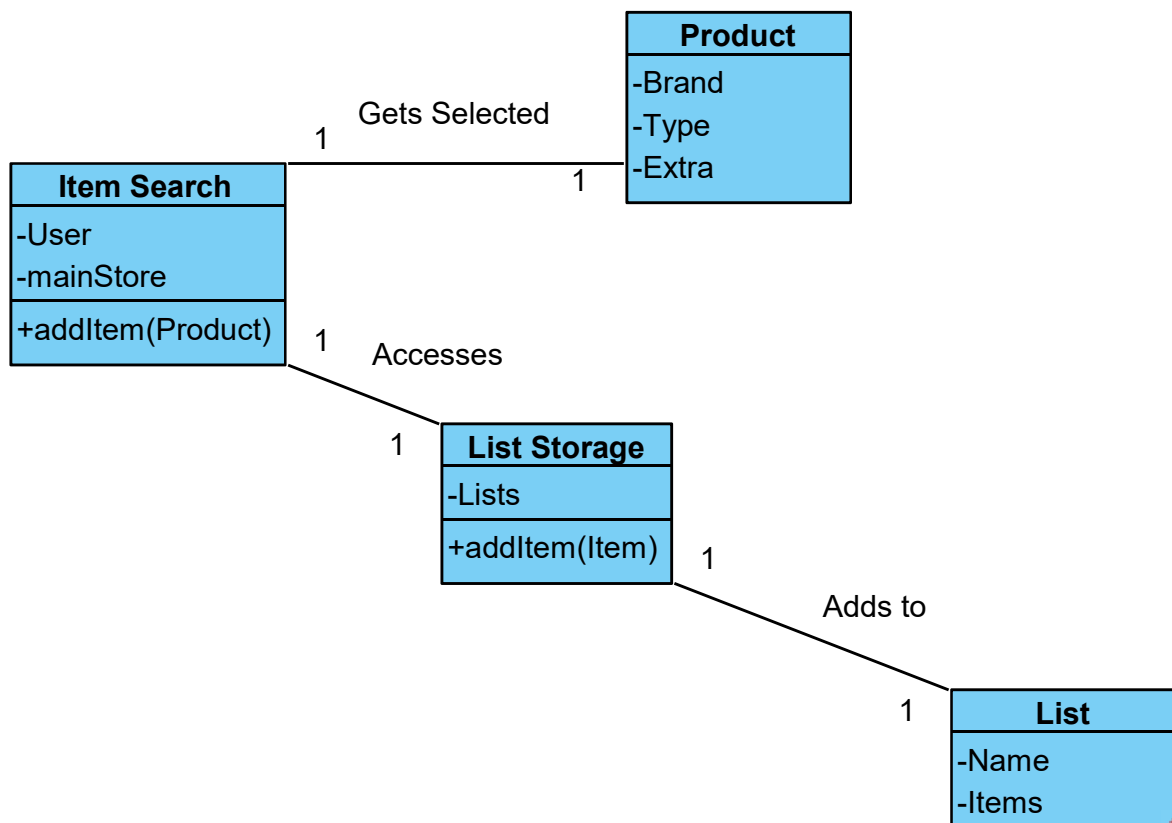 Product
-Brand
-Type
-Extra
Gets Selected
1
1
Item Search
-User
-mainStore
+addItem(Product)
1
Accesses
1
List Storage
-Lists
+addItem(Item)
1
Adds to
1
List
-Name
-Items